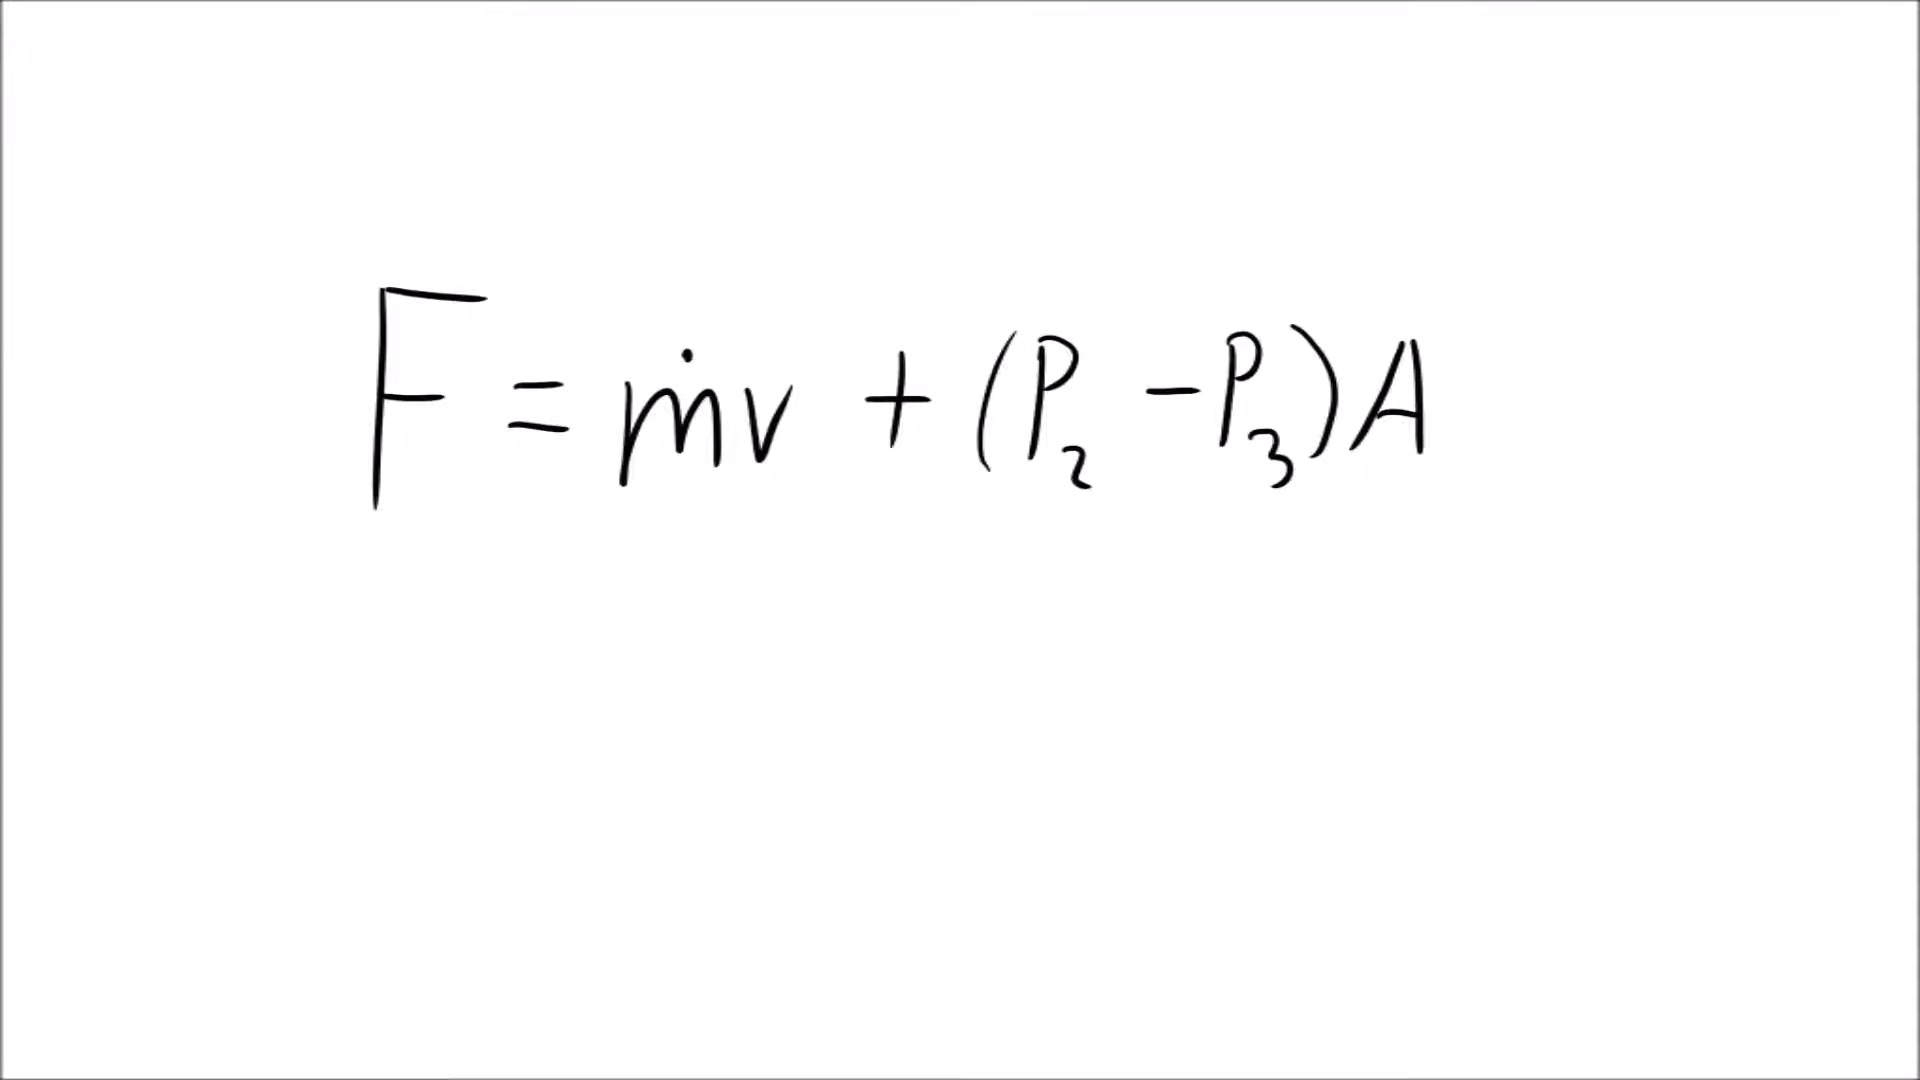 F = ṁv + (P₂ - P₃)A